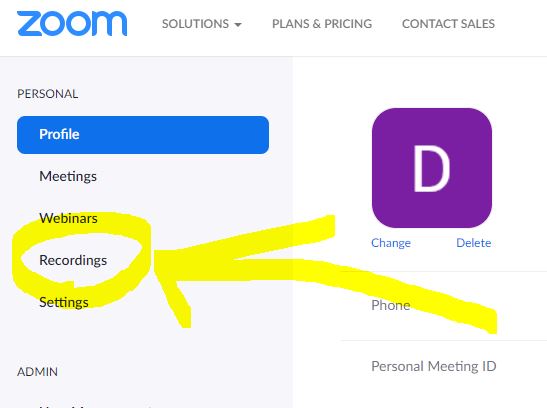 zoom
SOLUTIONS
PLANS & PRICING
CONTACT SALES
PERSONAL
Profile
Meetings
Webinars
Recordings
Settings
ADMIN
D
Change Delete
Phone
Personal Meeting ID